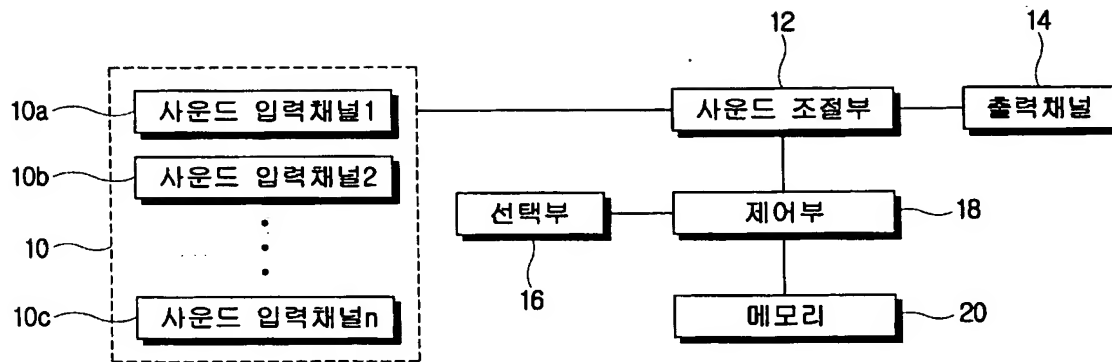 12
14
10a
사운드 입력채널1
사운드 조절부
출력채널
10b
사운드 입력채널2
선택부
제어부
18
10
16
10c
사운드 입력채널n
메모리
20